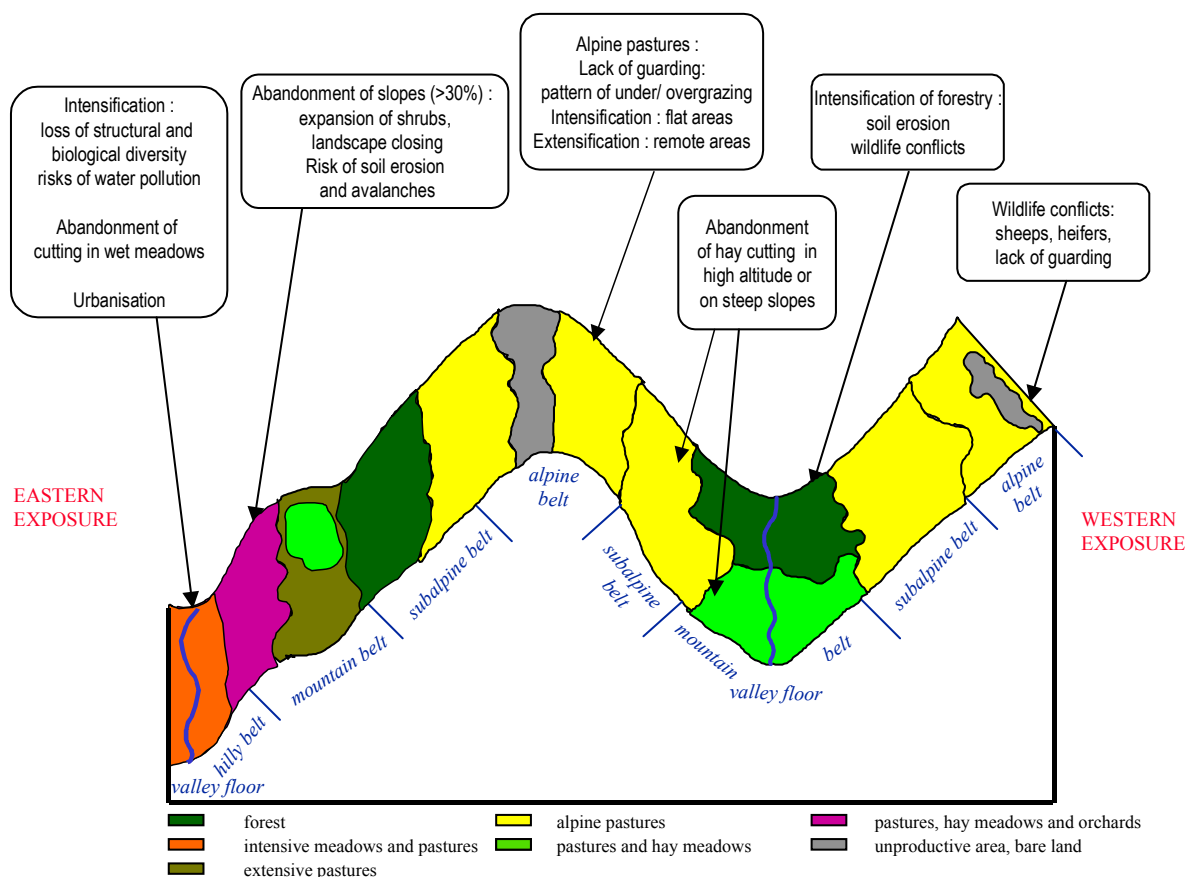 Intensification :
loss of structural and
biological diversity
risks of water pollution
Abandonment of
cutting in wet meadows
Urbanisation
Abandonment of slopes (>30%) :
expansion of shrubs,
landscape closing
Risk of soil erosion
and avalanches
Alpine pastures :
Lack of guarding:
pattern of under/ overgrazing
Intensification : flat areas
Extensification : remote areas
Abandonment
of hay cutting in
high altitude or
on steep slopes
Intensification of forestry :
soil erosion
wildlife conflicts
Wildlife conflicts:
sheeps, heifers,
lack of guarding
EASTERN
EXPOSURE
WESTERN
EXPOSURE
valley floor
hilly belt
mountain belt
subalpine belt
alpine
belt
subalpine
belt
mountain
valley floor
belt
subalpine belt
alpine
belt
forest
intensive meadows and pastures
extensive pastures
alpine pastures
pastures and hay meadows
pastures, hay meadows and orchards
unproductive area, bare land